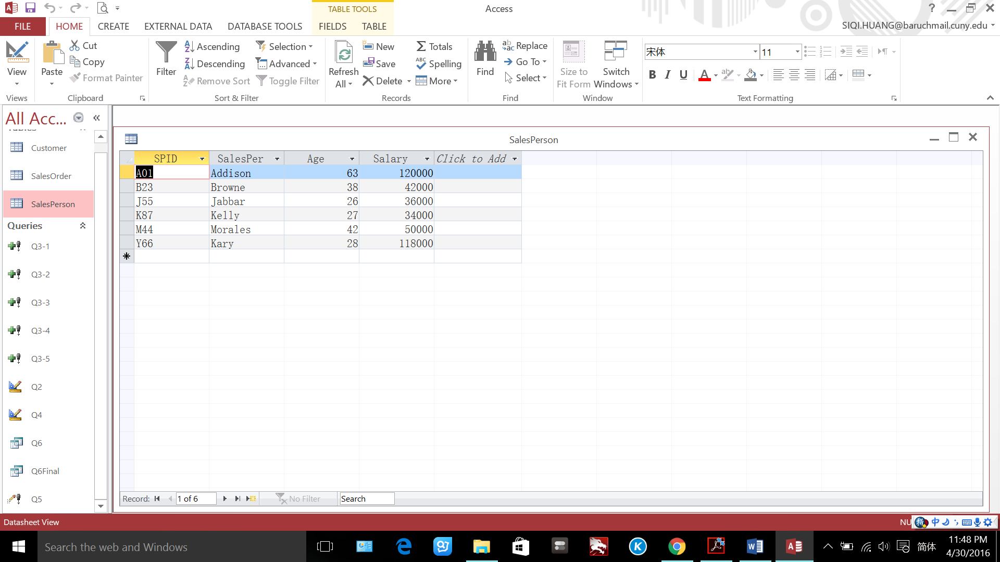 TABLE TOOLS
Access
?
FILE
HOME
CREATE
EXTERNAL DATA
DATABASE TOOLS
FIELDS
TABLE
SIQI.HUANG@baruchmail.cuny.edu
View
Views
Paste
Cut
Copy
Format Painter
Clipboard
Filter
Ascending
Descending
Remove Sort
Selection
Advanced
Toggle Filter
Sort & Filter
Refresh
All
New
Save
Delete
Totals
Spelling
More
Records
Find
Replace
Go To
Select
Find
Size to
Fit Form
Switch
Windows
Window
宋体
11
B I U
Text Formatting
All Acc...
Customer
SalesOrder
SalesPerson
Queries
Q3-1
Q3-2
Q3-3
Q3-4
Q3-5
Q2
Q4
Q6
Q6Final
Q5
SalesPerson
SPID SalesPer Age Salary Click to Add
A01 Addison 63 120000
B23 Browne 38 42000
J55 Jabbar 26 36000
K87 Kelly 27 34000
M44 Morales 42 50000
Y66 Kary 28 118000
Record: 1 of 6 No Filter Search
Datasheet View
NU
中
Search the web and Windows
简体
11:48 PM
4/30/2016